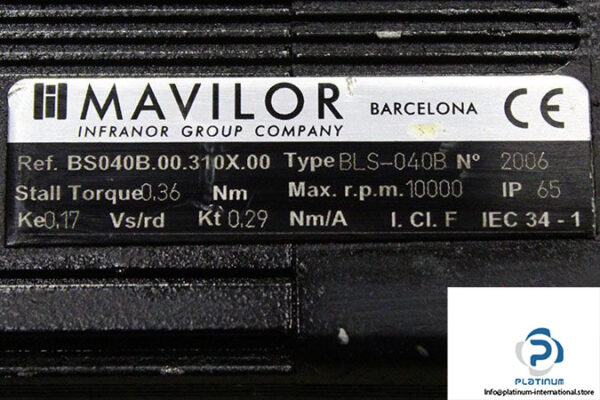 MAVILOR
BARCELONA
CE
INFRANOR GROUP COMPANY
Ref. BS040B.00.310X.00 Type BLS-040B Nº 2006
Stall Torque 0,36 Nm Max. r.p.m. 10000 IP 65
Ke 0,17 Vs/rd Kt 0,29 Nm/A I. Cl. F IEC 34 - 1
PLATINUM
Info@platinum-international.store